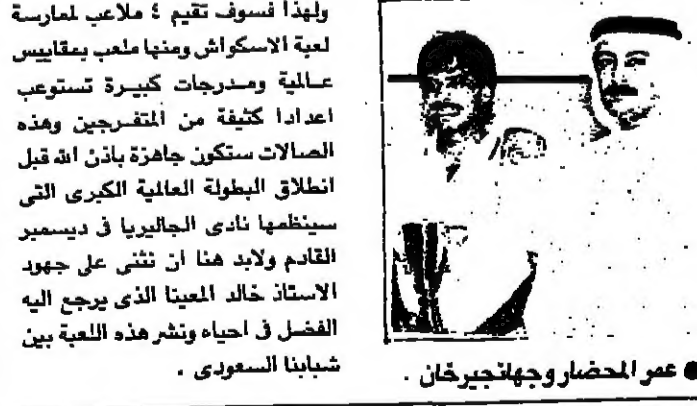 ولهذا فسوف تقيم ٤ ملاعب لممارسة
لعبة الاسكواش ومنها ملعب بمقاييس
عالمية ومدرجات كبيرة تستوعب
اعدادا كثيفة من المتفرجين وهذه
الصالات ستكون جاهزة باذن الله قبل
انطلاق البطولة العالمية الكبرى التى
سينظمها نادى الجاليريا فى ديسمبر
القادم ولابد هنا ان نثنى على جهود
الاستاذ خالد المعينا الذى يرجع اليه
الفضل فى احياء ونشر هذه اللعبة بين
شبابنا السعودى .
● عمر المحضار وجهانجيرخان .